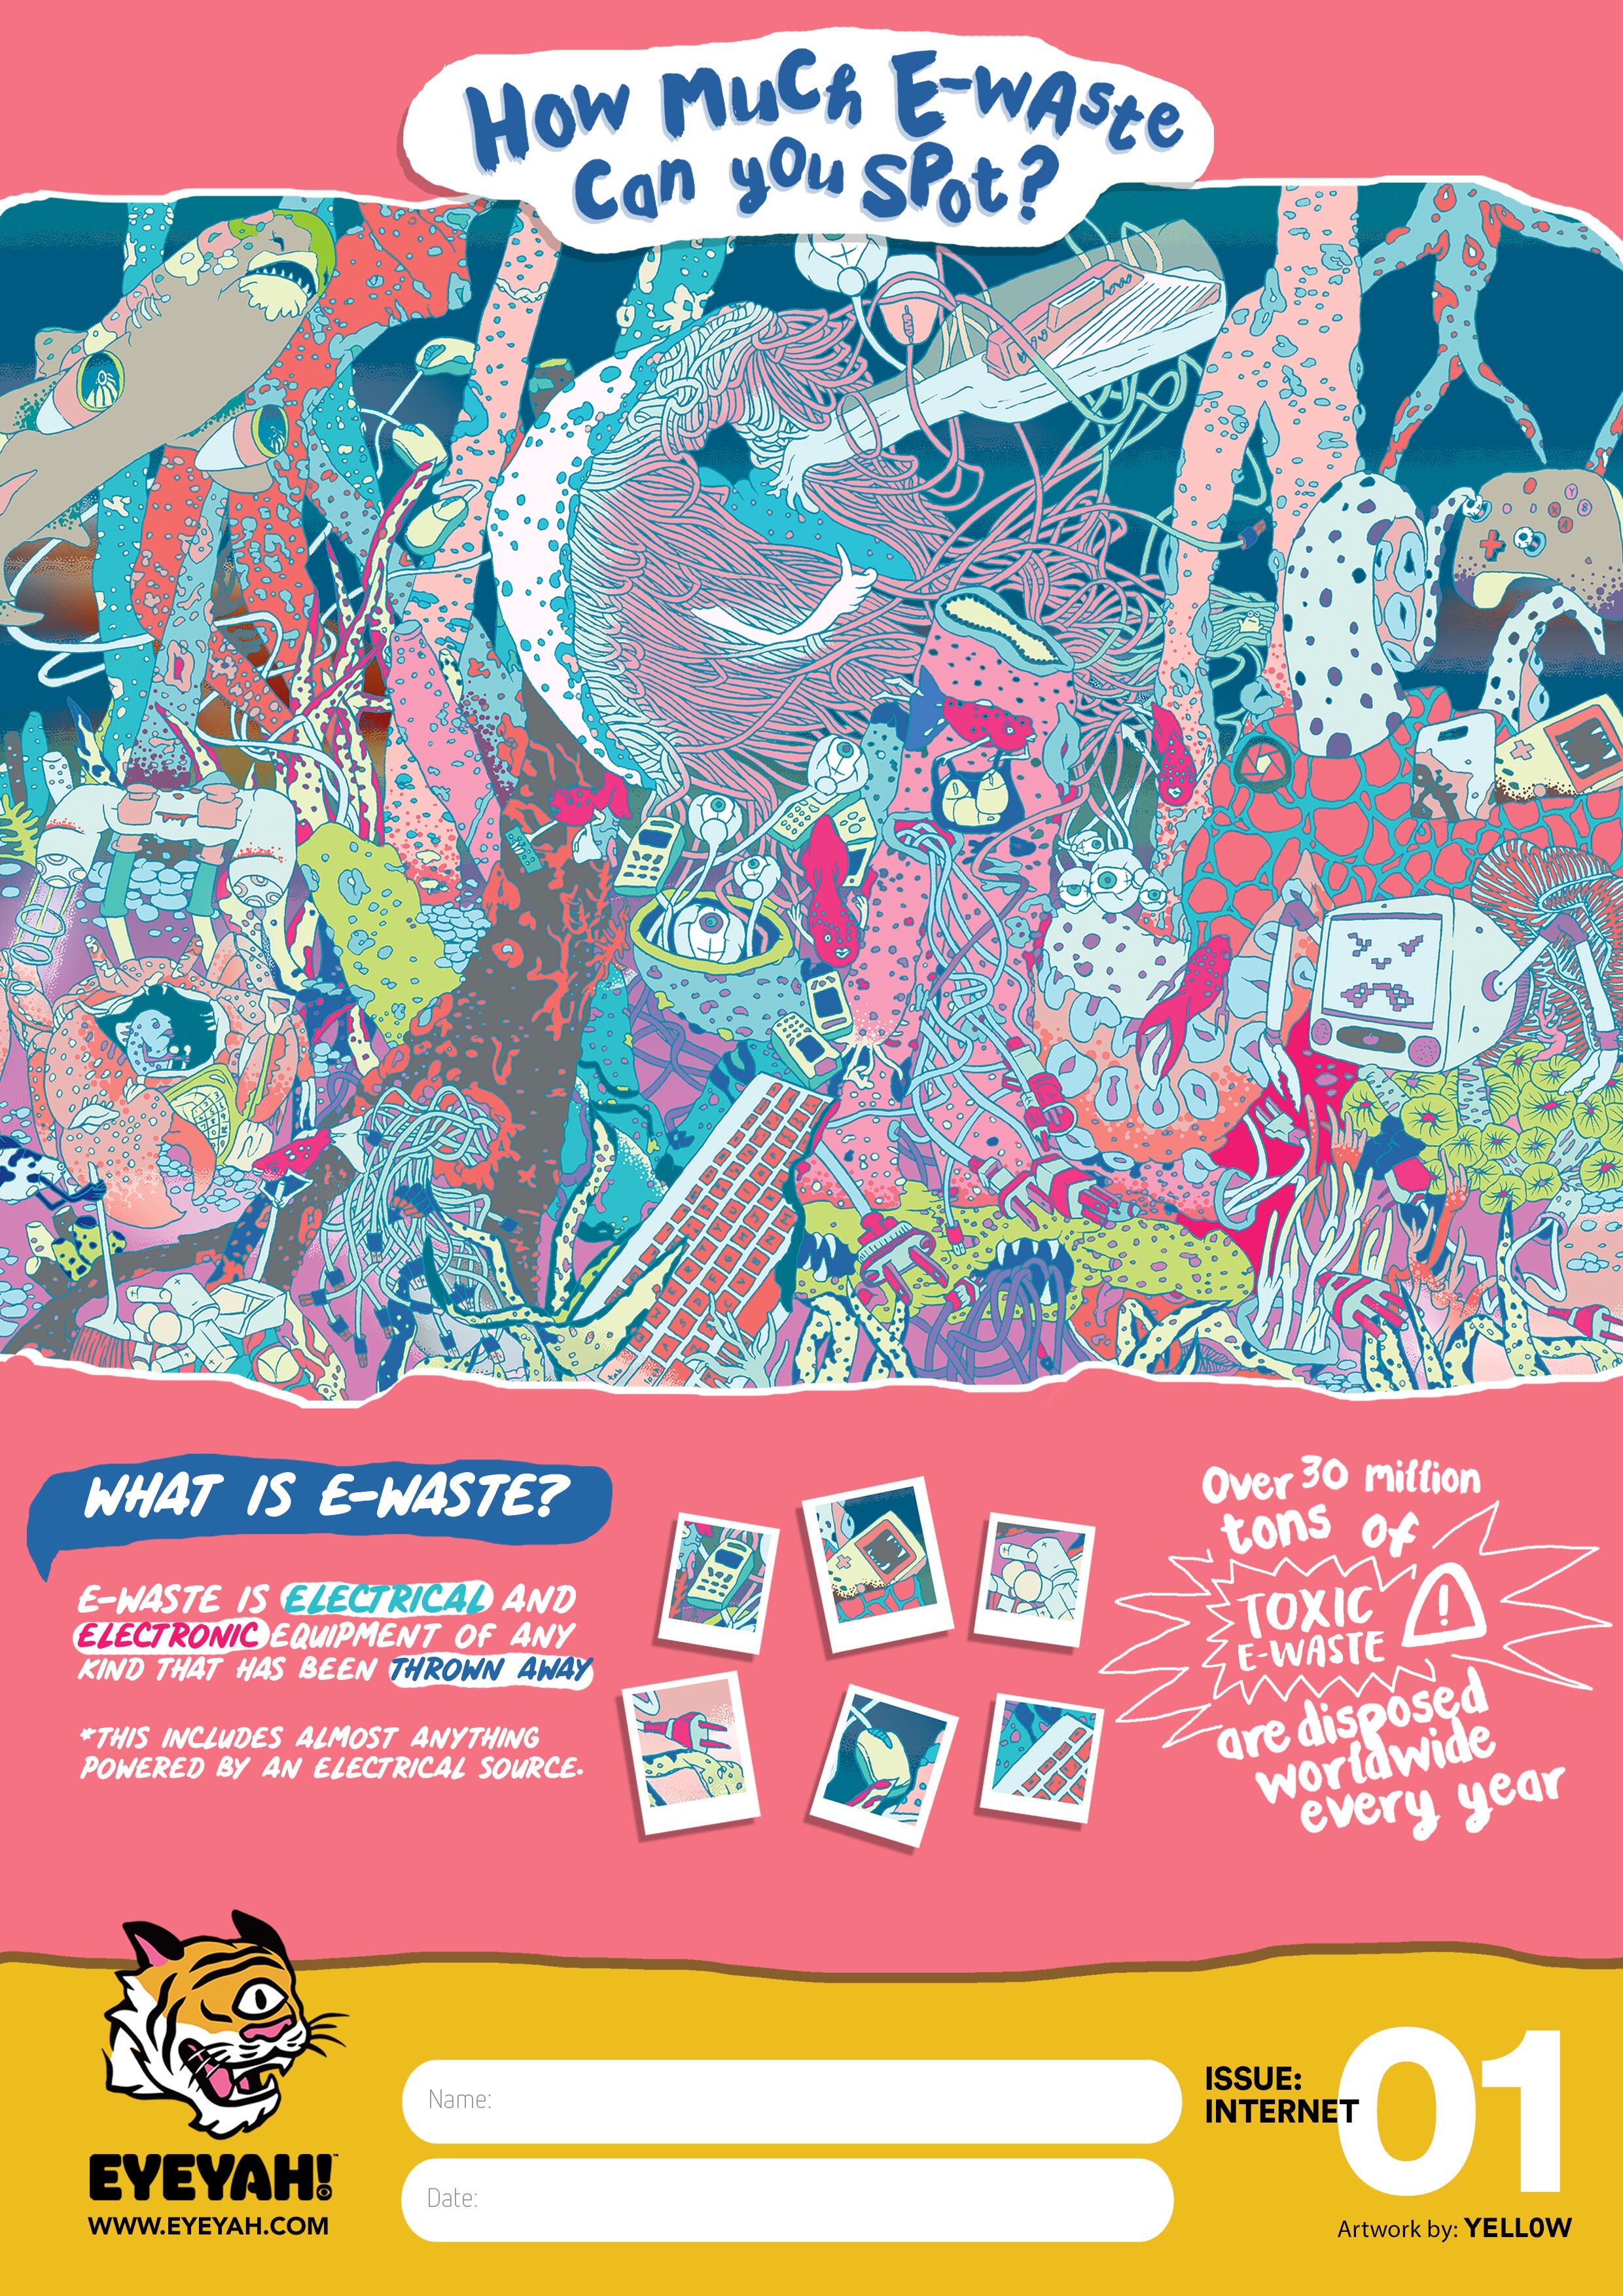 How Much E-waste
Can you Spot?
WHAT IS E-WASTE?
E-WASTE IS ELECTRICAL AND
ELECTRONIC EQUIPMENT OF ANY
KIND THAT HAS BEEN THROWN AWAY
*THIS INCLUDES ALMOST ANYTHING
POWERED BY AN ELECTRICAL SOURCE.
Over 30 million
tons of
TOXIC
E-WASTE
!
are disposed
worldwide
every year
EYEYAH!
WWW.EYEYAH.COM
Name:
Date:
ISSUE:
INTERNET
01
Artwork by: YELL0W